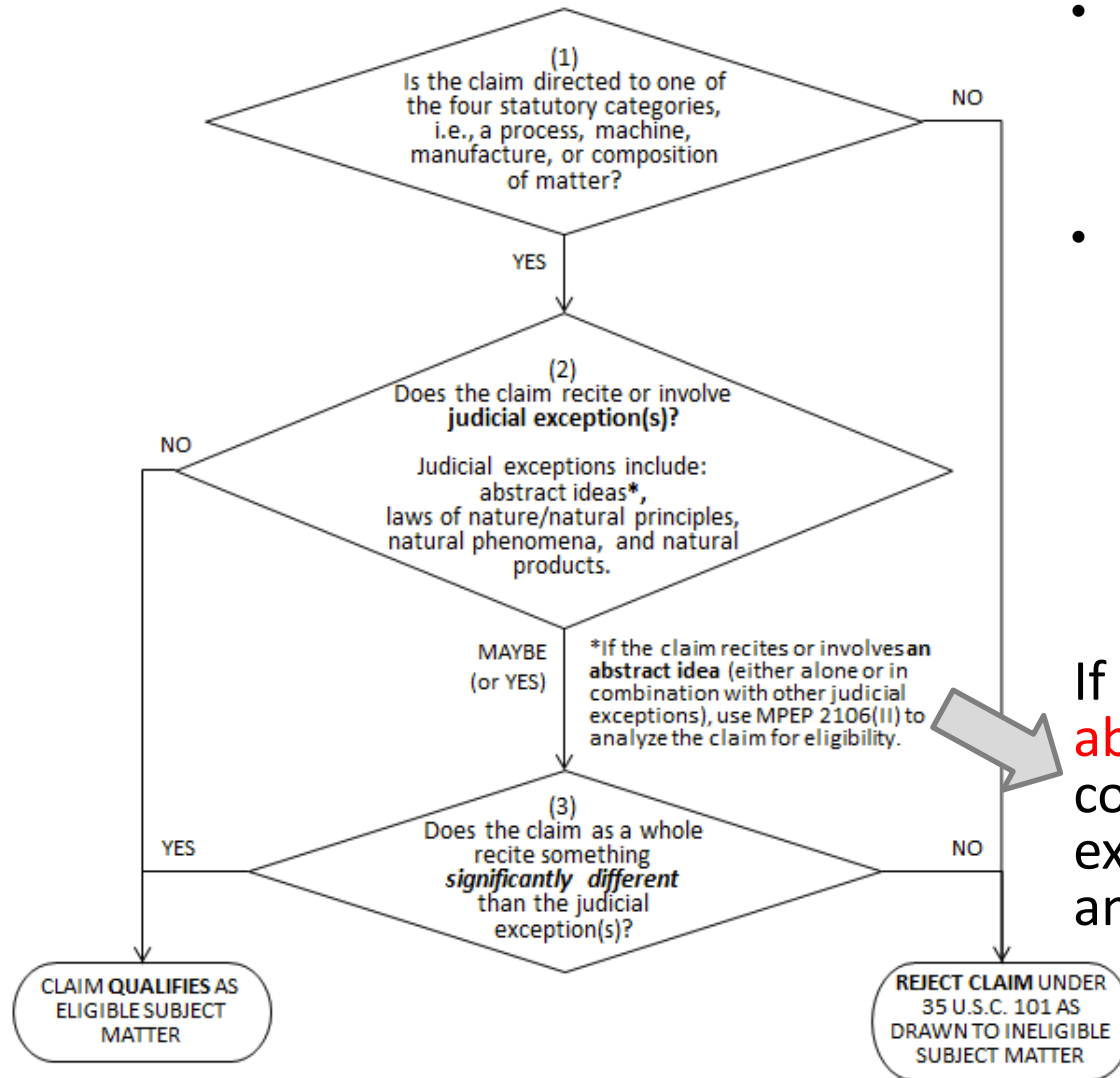 (1)
Is the claim directed to one of
the four statutory categories,
i.e., a process, machine,
manufacture, or composition
of matter?
NO
YES
(2)
Does the claim recite or involve
judicial exception(s)?
NO
Judicial exceptions include:
abstract ideas*,
laws of nature/natural principles,
natural phenomena, and natural
products.
MAYBE
(or YES)
*If the claim recites or involves an
abstract idea (either alone or in
combination with other judicial
exceptions), use MPEP 2106(II) to
analyze the claim for eligibility.
If
ab
co
ex
an
(3)
Does the claim as a whole
recite something
significantly different
than the judicial
exception(s)?
YES
NO
CLAIM QUALIFIES AS
ELIGIBLE SUBJECT
MATTER
REJECT CLAIM UNDER
35 U.S.C. 101 AS
DRAWN TO INELIGIBLE
SUBJECT MATTER